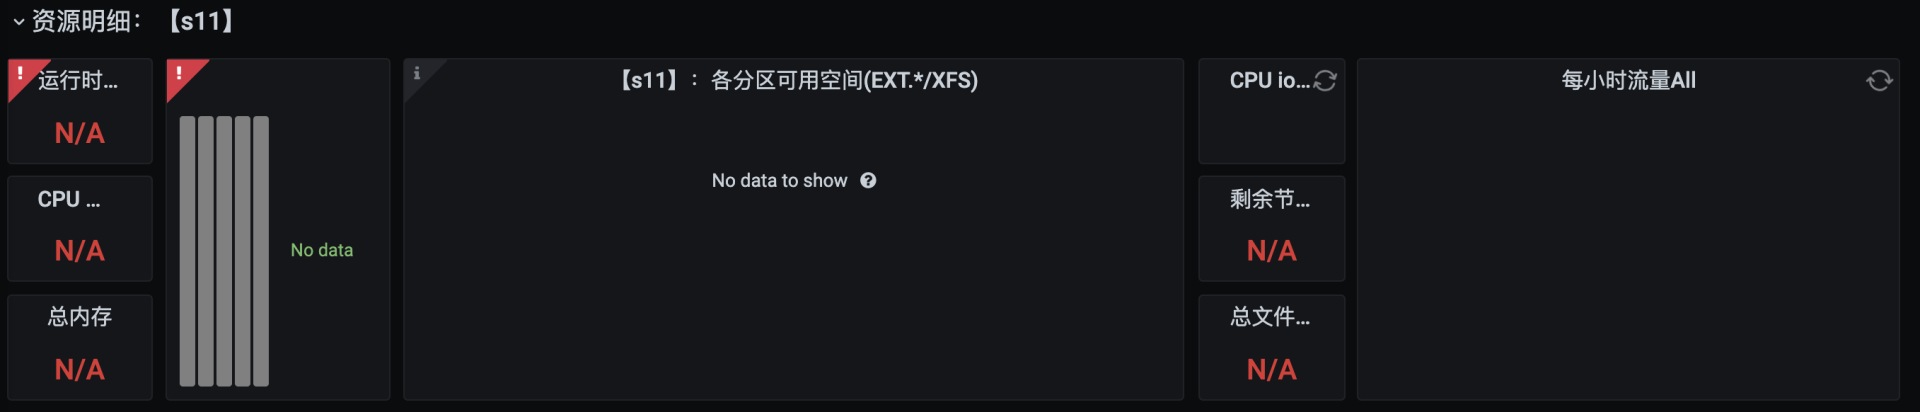 资源明细：【s11】
运行时...
N/A
CPU ...
N/A
总内存
N/A
No data
【s11】：各分区可用空间(EXT.*/XFS)
No data to show
CPU io...
剩余节...
N/A
总文件...
N/A
每小时流量All